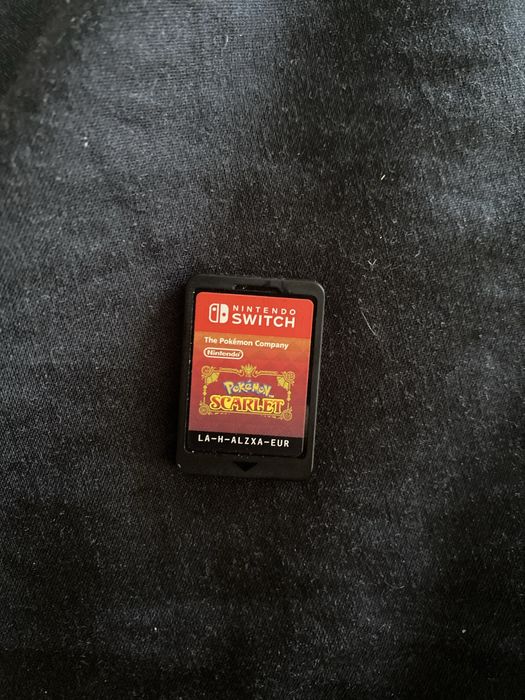 NINTENDO
SWITCH
The Pokémon Company
Nintendo
POKéMON
SCARLET
LA-H-ALZXA-EUR